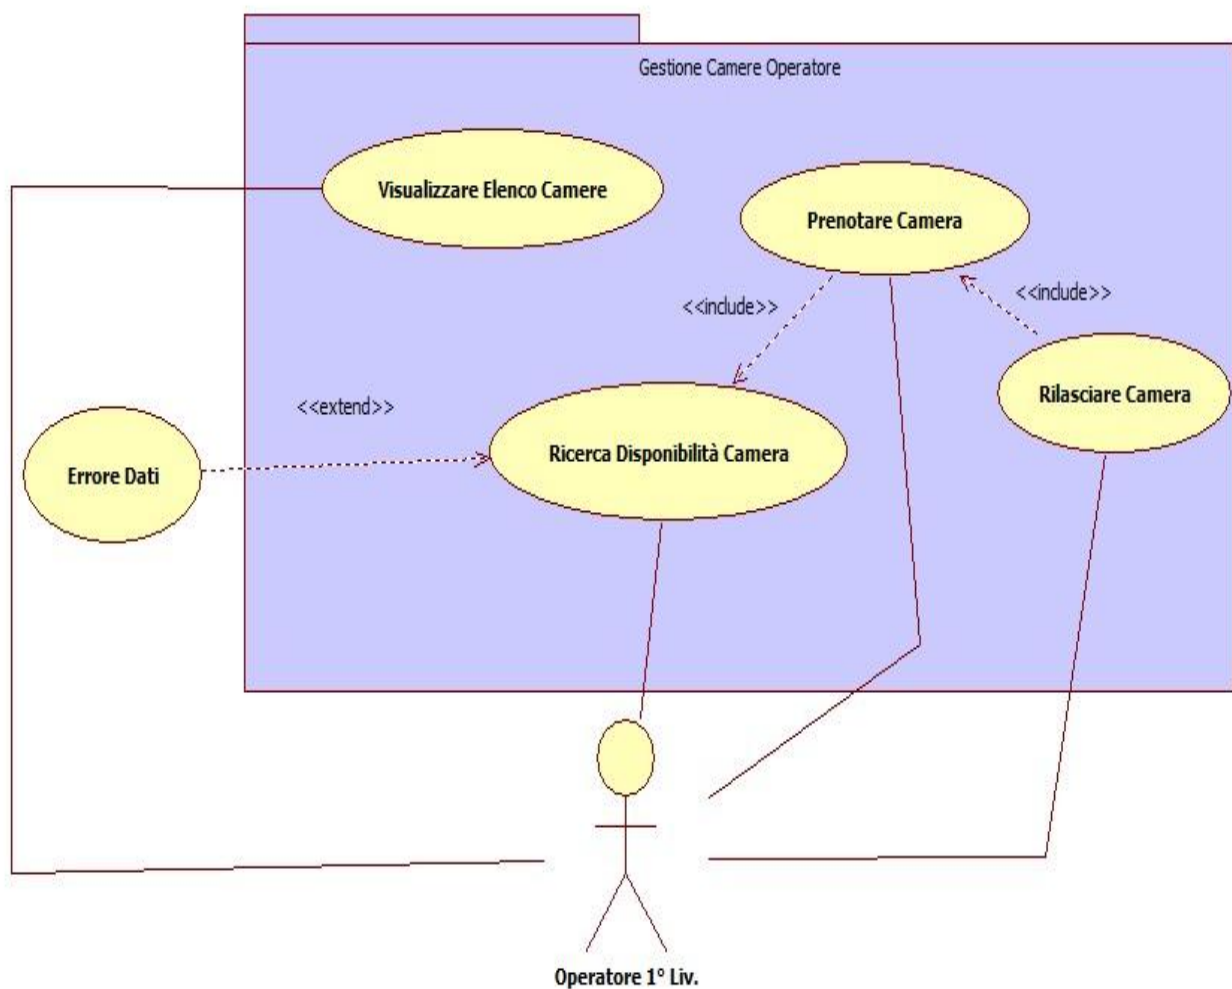 Gestione Camere Operatore
Visualizzare Elenco Camere
Prenotare Camera
<<include>>
<<include>>
Rilasciare Camera
<<extend>>
Ricerca Disponibilità Camera
Errore Dati
Operatore 1° Liv.